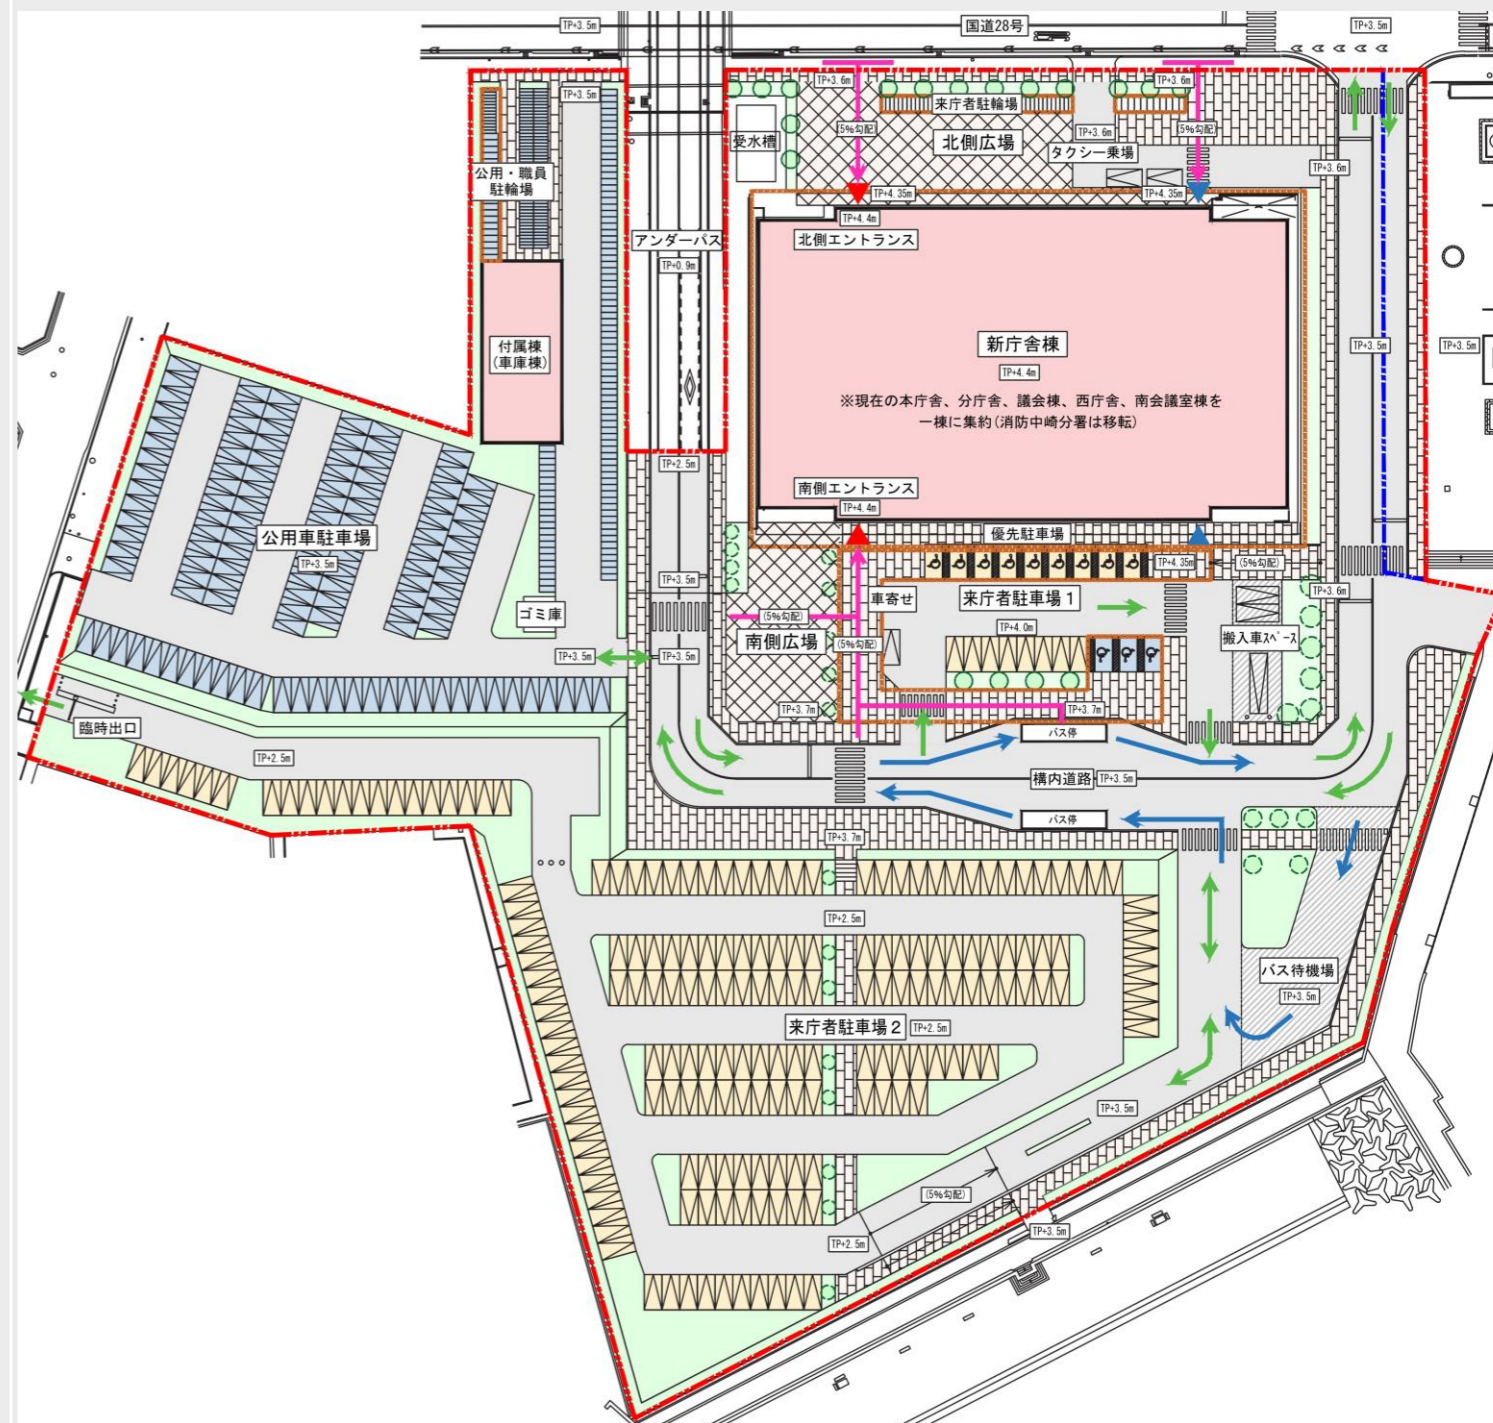 TP+3.5m
国道28号
TP+3.5m
TP+3.5m
TP+3.6m
TP+3.6m
来庁者駐輪場
(5%勾配)
TP+3.6m
(5%勾配)
受水槽
北側広場
タクシー乗場
TP+3.6m
公用・職員
駐輪場
TP+4.35m
TP+4.35m
TP+4.4m
アンダーパス
北側エントランス
TP+0.9m
付属棟
(車庫棟)
新庁舎棟
TP+4.4m
TP+3.5m
TP+3.5m
※現在の本庁舎、分庁舎、議会棟、西庁舎、南会議室棟を
一棟に集約(消防中崎分署は移転)
TP+2.5m
南側エントランス
TP+4.4m
公用車駐車場
TP+3.5m
優先駐車場
TP+4.35m
(5%勾配)
TP+3.5m
車寄せ
来庁者駐車場1
TP+3.6m
ゴミ庫
(5%勾配)
TP+4.0m
南側広場
(5%勾配)
搬入車スペース
TP+3.5m
TP+3.5m
TP+3.7m
TP+3.7m
臨時出口
バス停
TP+2.5m
構内道路
TP+3.5m
バス停
TP+3.7m
TP+2.5m
バス待機場
TP+3.5m
来庁者駐車場2
TP+2.5m
TP+3.5m
(5%勾配)
TP+2.5m
TP+3.5m